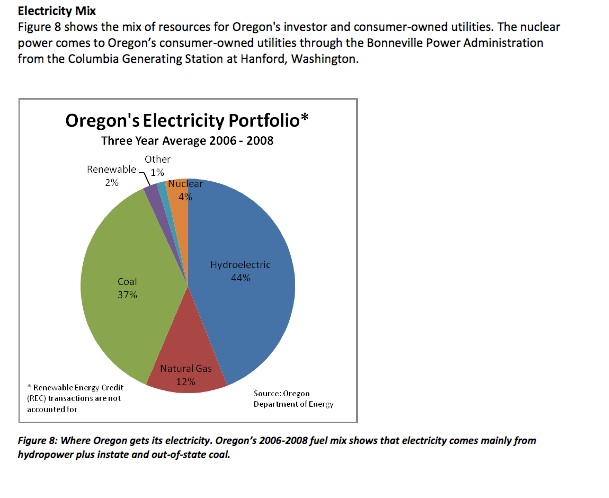 Electricity Mix
Figure 8 shows the mix of resources for Oregon's investor and consumer-owned utilities. The nuclear
power comes to Oregon's consumer-owned utilities through the Bonneville Power Administration
from the Columbia Generating Station at Hanford, Washington.
Oregon's Electricity Portfolio*
Three Year Average 2006 - 2008
Other
1%
Renewable
2%
Nuclear
4%
Hydroelectric
44%
Coal
37%
Natural Gas
12%
* Renewable Energy Credit
(REC) transactions are not
accounted for
Source: Oregon
Department of Energy
Figure 8: Where Oregon gets its electricity. Oregon's 2006-2008 fuel mix shows that electricity comes mainly from
hydropower plus instate and out-of-state coal.